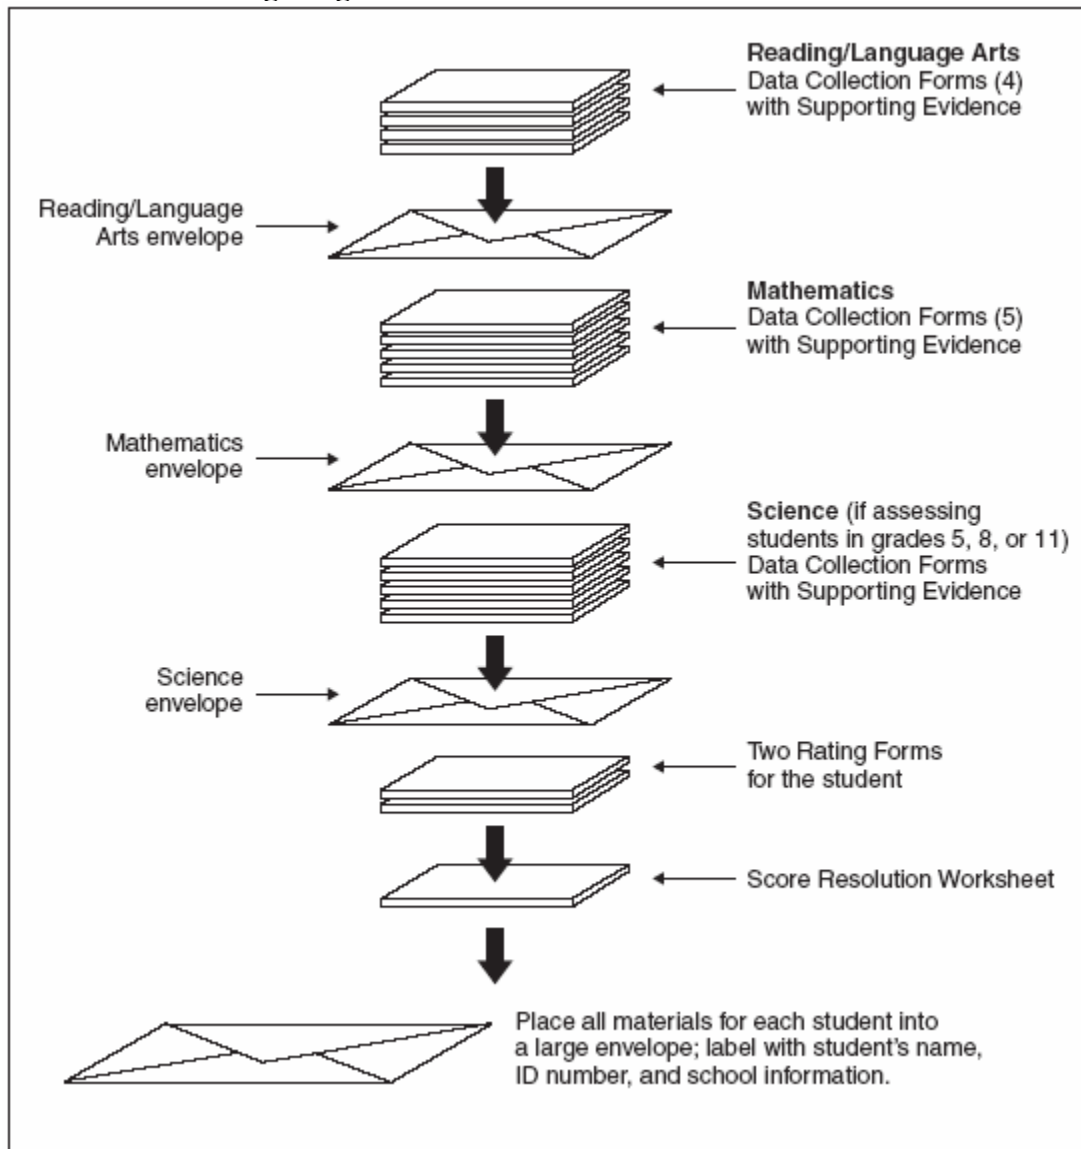 Reading/Language Arts
Data Collection Forms (4)
with Supporting Evidence
Reading/Language
Arts envelope
Mathematics
Data Collection Forms (5)
with Supporting Evidence
Mathematics
envelope
Science (if assessing
students in grades 5, 8, or 11)
Data Collection Forms
with Supporting Evidence
Science
envelope
Two Rating Forms
for the student
Score Resolution Worksheet
Place all materials for each student into
a large envelope; label with student's name,
ID number, and school information.